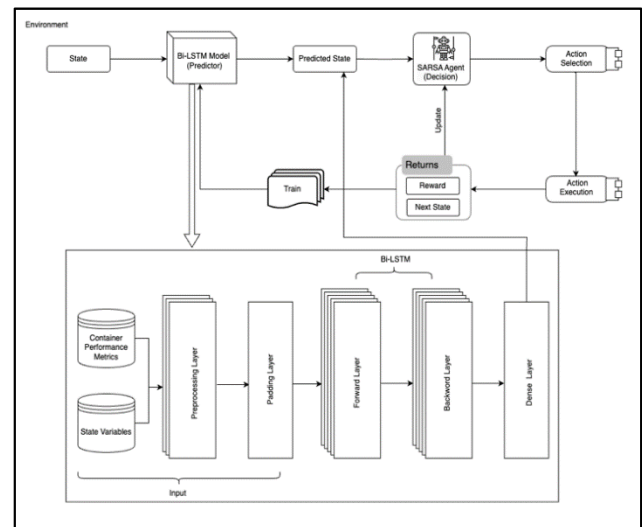 Environment
State
Bi-LSTM Model
(Predictor)
Predicted State
SARSA Agent
(Decision)
Action
Selection
Update
Returns
Reward
Next State
Train
Action
Execution
Bi-LSTM
Container
Performance
Metrics
State Variables
Preprocessing Layer
Padding Layer
Forward Layer
Backword Layer
Dense Layer
Input